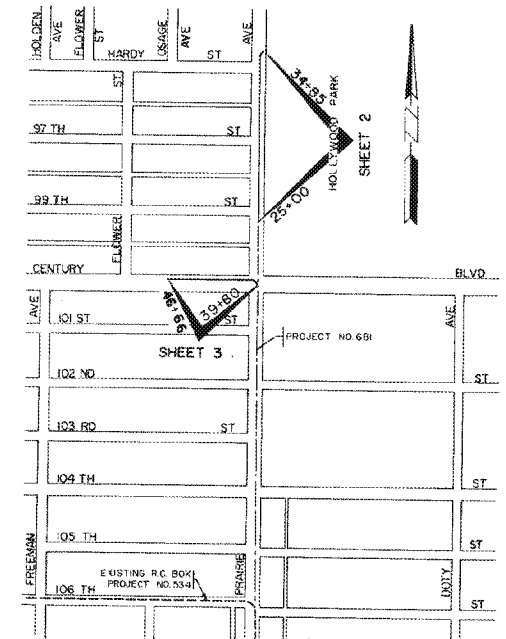 HOLDEN
AVE
FLOWER
ST
OSAGE
AVE
AVE
HARDY ST
ST
97 TH ST
99 TH ST
FLOWER
CENTURY BLVD
34+85
HOLLYWOOD PARK
SHEET 2
25+00
AVE
101 ST ST
46+66
39+80
SHEET 3
PROJECT NO. 681
AVE
102 ND ST
103 RD ST
104 TH ST
105 TH ST
FREEMAN
EXISTING R.C. BOX
PROJECT NO. 534
PRAIRIE
DOTY
106 TH ST